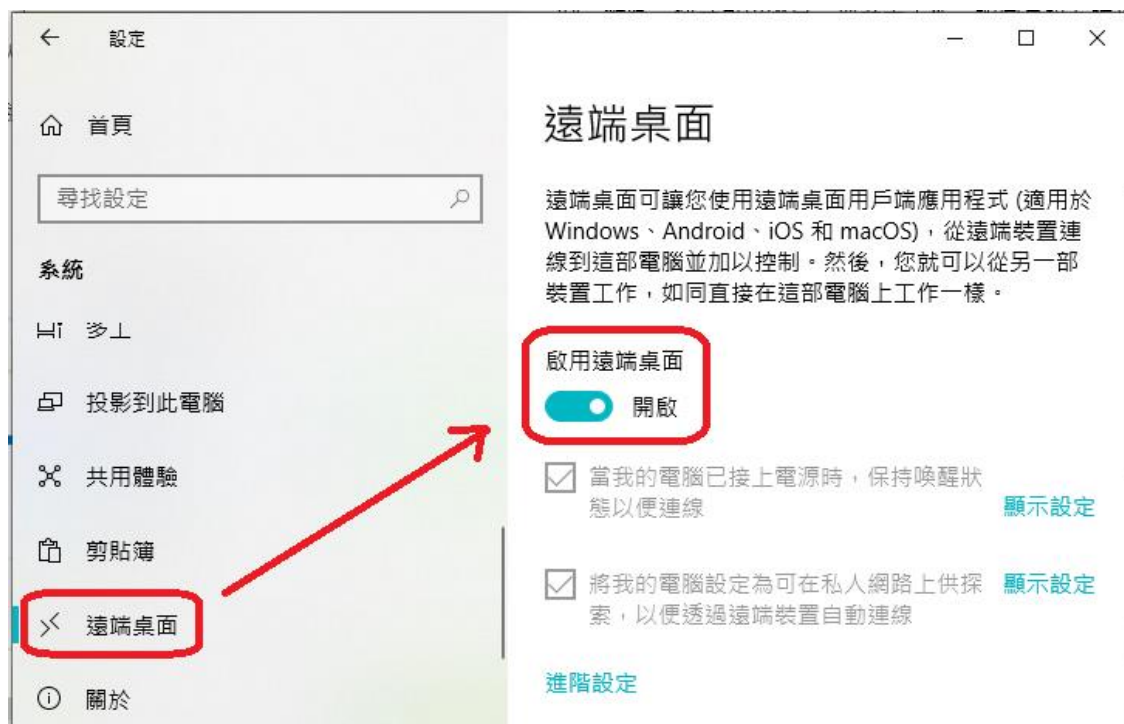 設定
首頁
尋找設定
系統
多工
投影到此電腦
共用體驗
剪貼簿
遠端桌面
關於
遠端桌面
遠端桌面可讓您使用遠端桌面用戶端應用程式 (適用於
Windows、Android、iOS 和 macOS)，從遠端裝置連
線到這部電腦並加以控制。然後，您就可以從另一部
裝置工作，如同直接在這部電腦上工作一樣。
啟用遠端桌面
開啟
當我的電腦已接上電源時，保持喚醒狀
態以便連線
顯示設定
將我的電腦設定為可在私人網路上供探
索，以便透過遠端裝置自動連線
顯示設定
進階設定